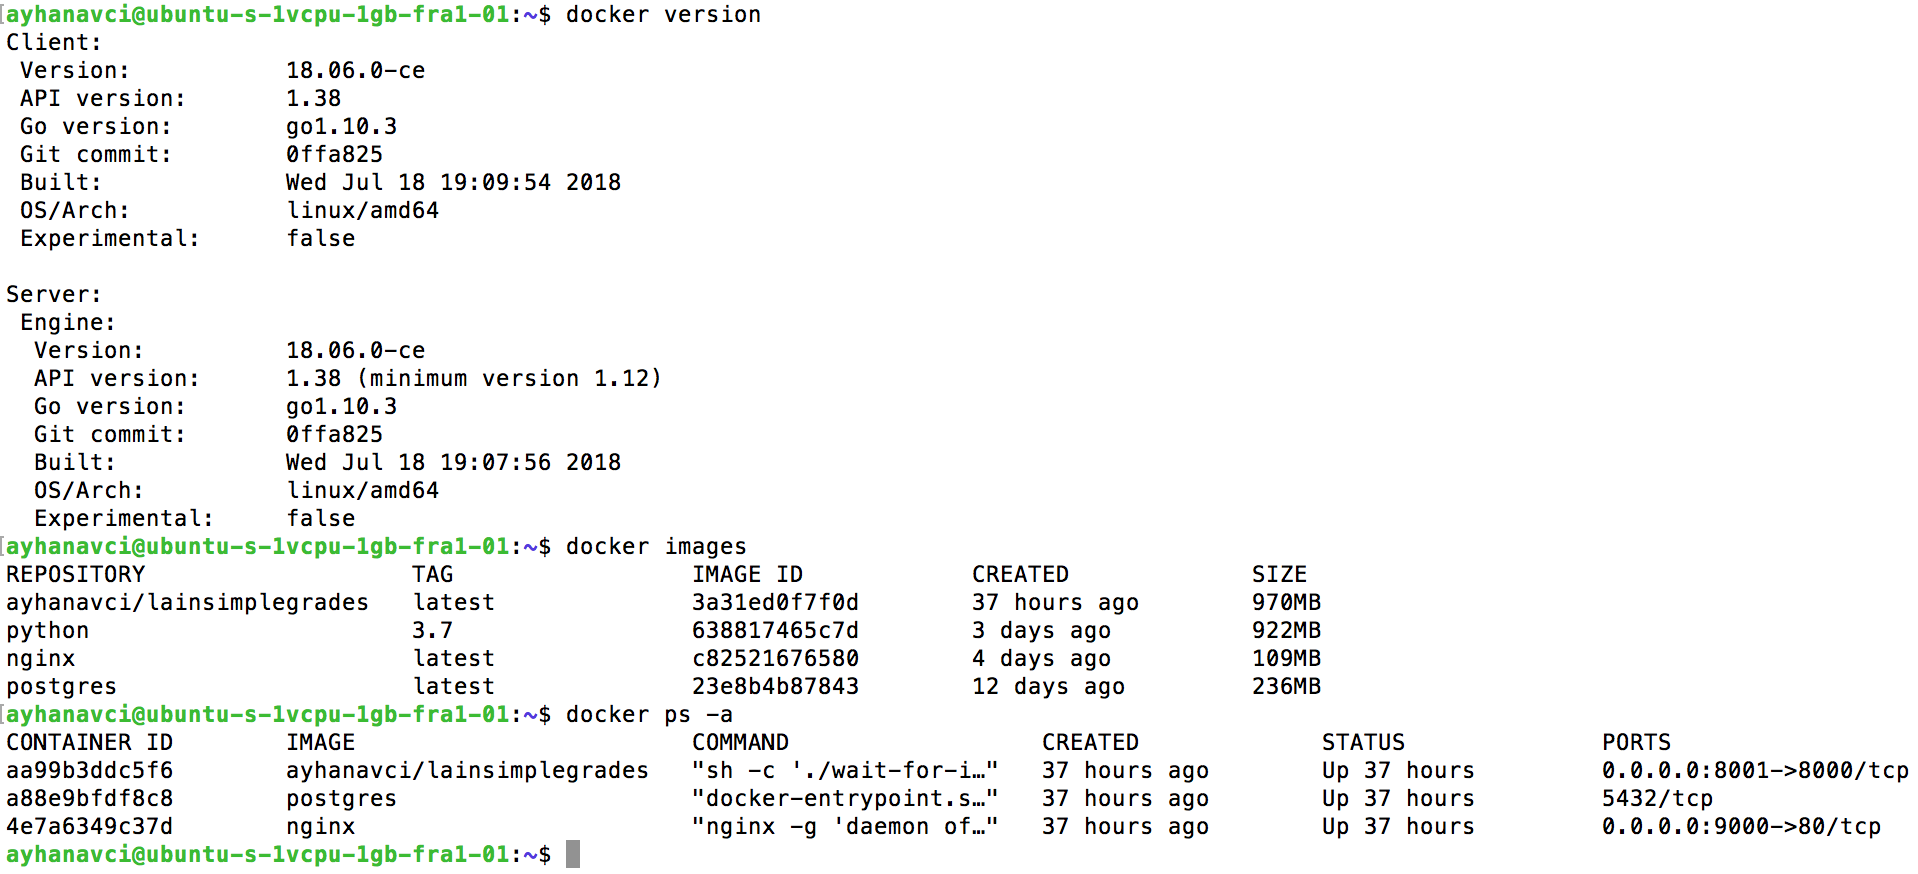 ayhanavci@ubuntu-s-1vcpu-1gb-fra1-01:~$ docker version
Client:
 Version:           18.06.0-ce
 API version:       1.38
 Go version:        go1.10.3
 Git commit:        0ffa825
 Built:             Wed Jul 18 19:09:54 2018
 OS/Arch:           linux/amd64
 Experimental:      false

Server:
 Engine:
  Version:          18.06.0-ce
  API version:      1.38 (minimum version 1.12)
  Go version:       go1.10.3
  Git commit:       0ffa825
  Built:            Wed Jul 18 19:07:56 2018
  OS/Arch:          linux/amd64
  Experimental:     false
ayhanavci@ubuntu-s-1vcpu-1gb-fra1-01:~$ docker images
REPOSITORY                   TAG                 IMAGE ID            CREATED             SIZE
ayhanavci/lainsimplegrades   latest              3a31ed0f7f0d        37 hours ago        970MB
python                       3.7                 638817465c7d        3 days ago          922MB
nginx                        latest              c82521676580        4 days ago          109MB
postgres                     latest              23e8b4b87843        12 days ago         236MB
ayhanavci@ubuntu-s-1vcpu-1gb-fra1-01:~$ docker ps -a
CONTAINER ID        IMAGE                        COMMAND                  CREATED             STATUS              PORTS
aa99b3ddc5f6        ayhanavci/lainsimplegrades   "sh -c './wait-for-i…"   37 hours ago        Up 37 hours         0.0.0.0:8001->8000/tcp
a88e9bfdf8c8        postgres                     "docker-entrypoint.s…"   37 hours ago        Up 37 hours         5432/tcp
4e7a6349c37d        nginx                        "nginx -g 'daemon of…"   37 hours ago        Up 37 hours         0.0.0.0:9000->80/tcp
ayhanavci@ubuntu-s-1vcpu-1gb-fra1-01:~$